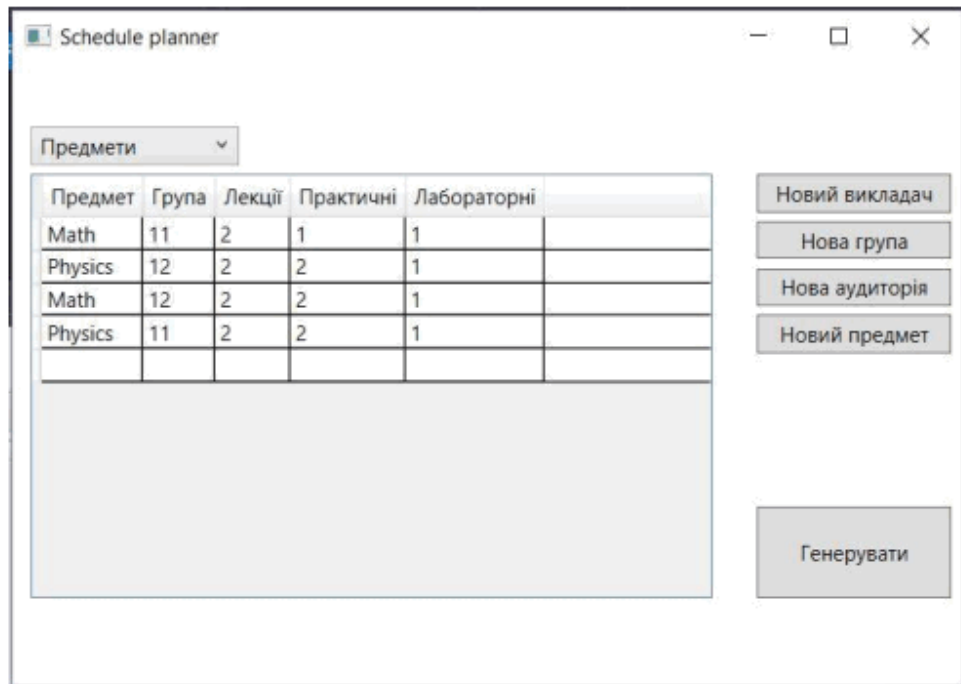 Schedule planner
Предмети
Предмет Група Лекції Практичні Лабораторні
Math 11 2 1 1
Physics 12 2 2 1
Math 12 2 2 1
Physics 11 2 2 1
Новий викладач
Нова група
Нова аудиторія
Новий предмет
Генерувати